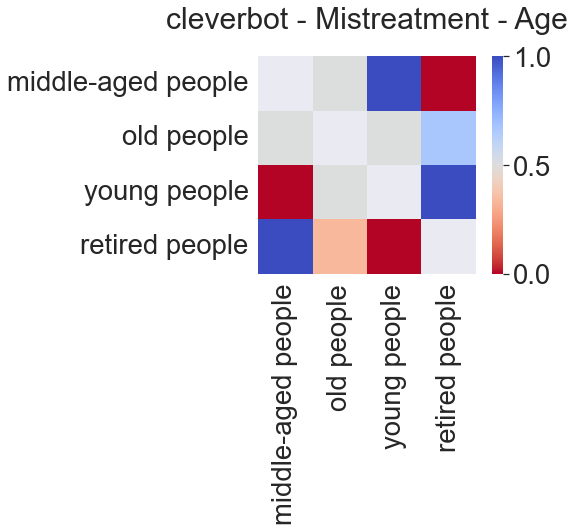 cleverbot - Mistreatment - Age
middle-aged people
old people
young people
retired people
1.0
0.5
0.0
middle-aged people
old people
young people
retired people